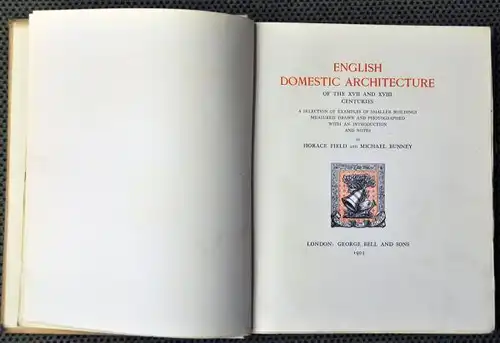 ENGLISH
DOMESTIC ARCHITECTURE
OF THE XVII AND XVIII
CENTURIES
A SELECTION OF EXAMPLES OF SMALLER BUILDINGS
MEASURED DRAWN AND PHOTOGRAPHED
WITH AN INTRODUCTION
AND NOTES
BY
HORACE FIELD AND MICHAEL BUNNEY
LONDON: GEORGE BELL AND SONS
1905